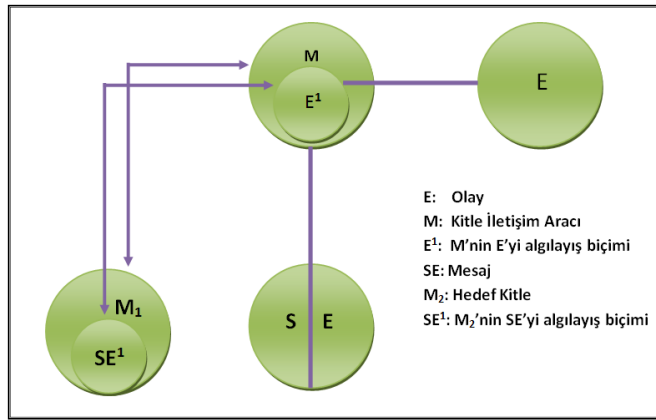 M
E¹
E
M₁
SE¹
S E
E: Olay
M: Kitle İletişim Aracı
E¹: M'nin E'yi algılayış biçimi
SE: Mesaj
M₂: Hedef Kitle
SE¹: M₂'nin SE'yi algılayış biçimi